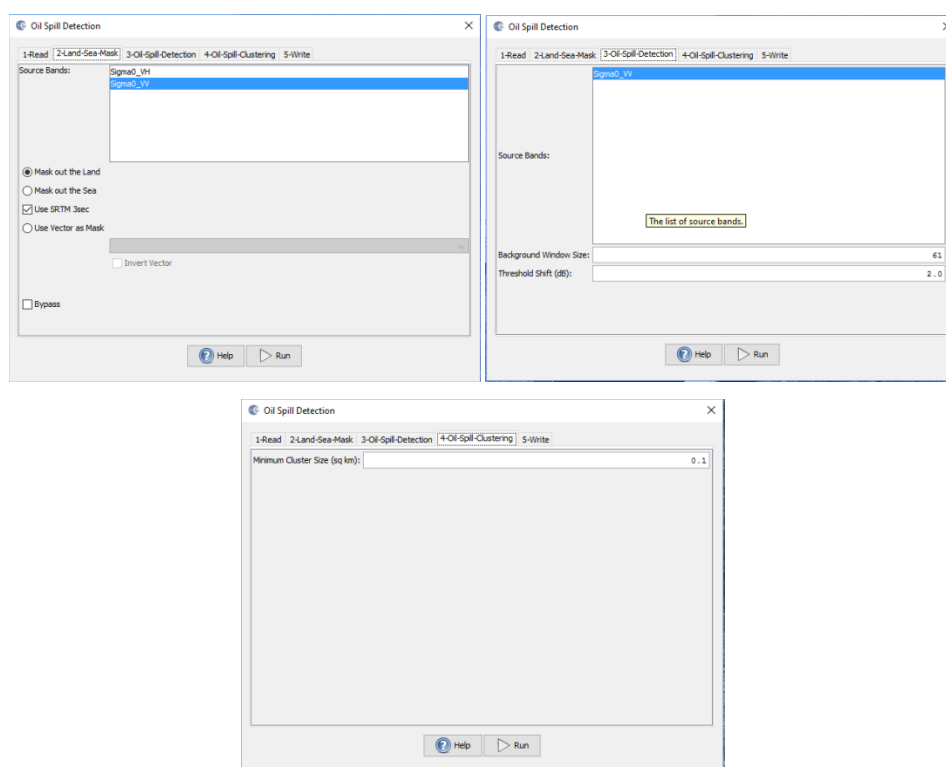 Oil Spill Detection
1-Read 2-Land-Sea-Mask 3-Oil-Spill-Detection 4-Oil-Spill-Clustering 5-Write
Source Bands:
Sigma0_VH
Sigma0_VV
Mask out the Land
Mask out the Sea
Use SRTM 3sec
Use Vector as Mask
Invert Vector
Bypass
Help Run
Oil Spill Detection
1-Read 2-Land-Sea-Mask 3-Oil-Spill-Detection 4-Oil-Spill-Clustering 5-Write
Sigma0_VV
Source Bands:
The list of source bands.
Background Window Size: 61
Threshold Shift (dB): 2.0
Help Run
Oil Spill Detection
1-Read 2-Land-Sea-Mask 3-Oil-Spill-Detection 4-Oil-Spill-Clustering 5-Write
Minimum Cluster Size (sq km): 0.1
Help Run